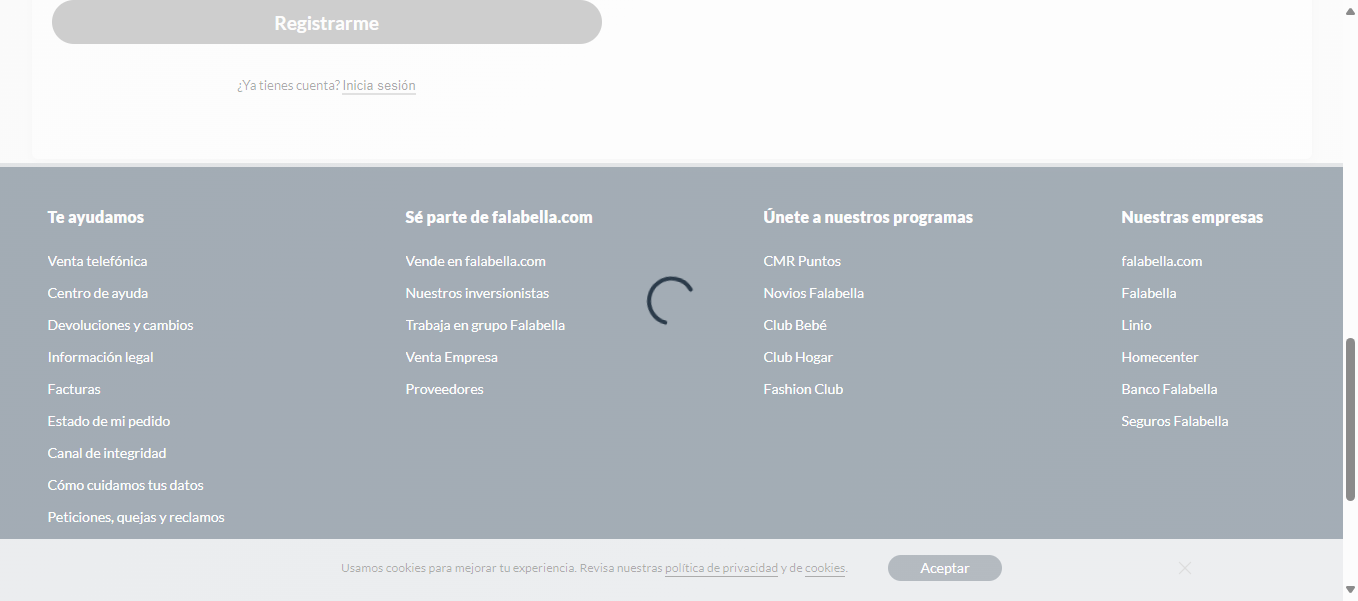 Registrarme
¿Ya tienes cuenta? Inicia sesión
Te ayudamos
Venta telefónica
Centro de ayuda
Devoluciones y cambios
Información legal
Facturas
Estado de mi pedido
Canal de integridad
Cómo cuidamos tus datos
Peticiones, quejas y reclamos
Sé parte de falabella.com
Vende en falabella.com
Nuestros inversionistas
Trabaja en grupo Falabella
Venta Empresa
Proveedores
Únete a nuestros programas
CMR Puntos
Novios Falabella
Club Bebé
Club Hogar
Fashion Club
Nuestras empresas
falabella.com
Falabella
Linio
Homecenter
Banco Falabella
Seguros Falabella
Usamos cookies para mejorar tu experiencia. Revisa nuestras política de privacidad y de cookies.
Aceptar